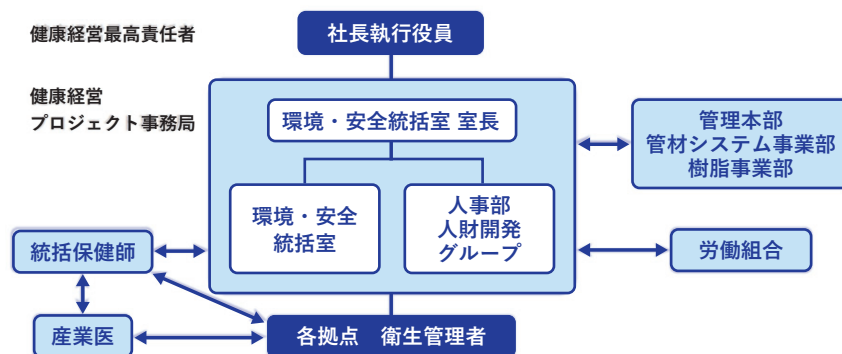 健康経営最高責任者
社長執行役員
健康経営
プロジェクト事務局
環境・安全統括室 室長
環境・安全
統括室
人事部
人財開発
グループ
管理本部
管材システム事業部
樹脂事業部
統括保健師
労働組合
産業医
各拠点　衛生管理者